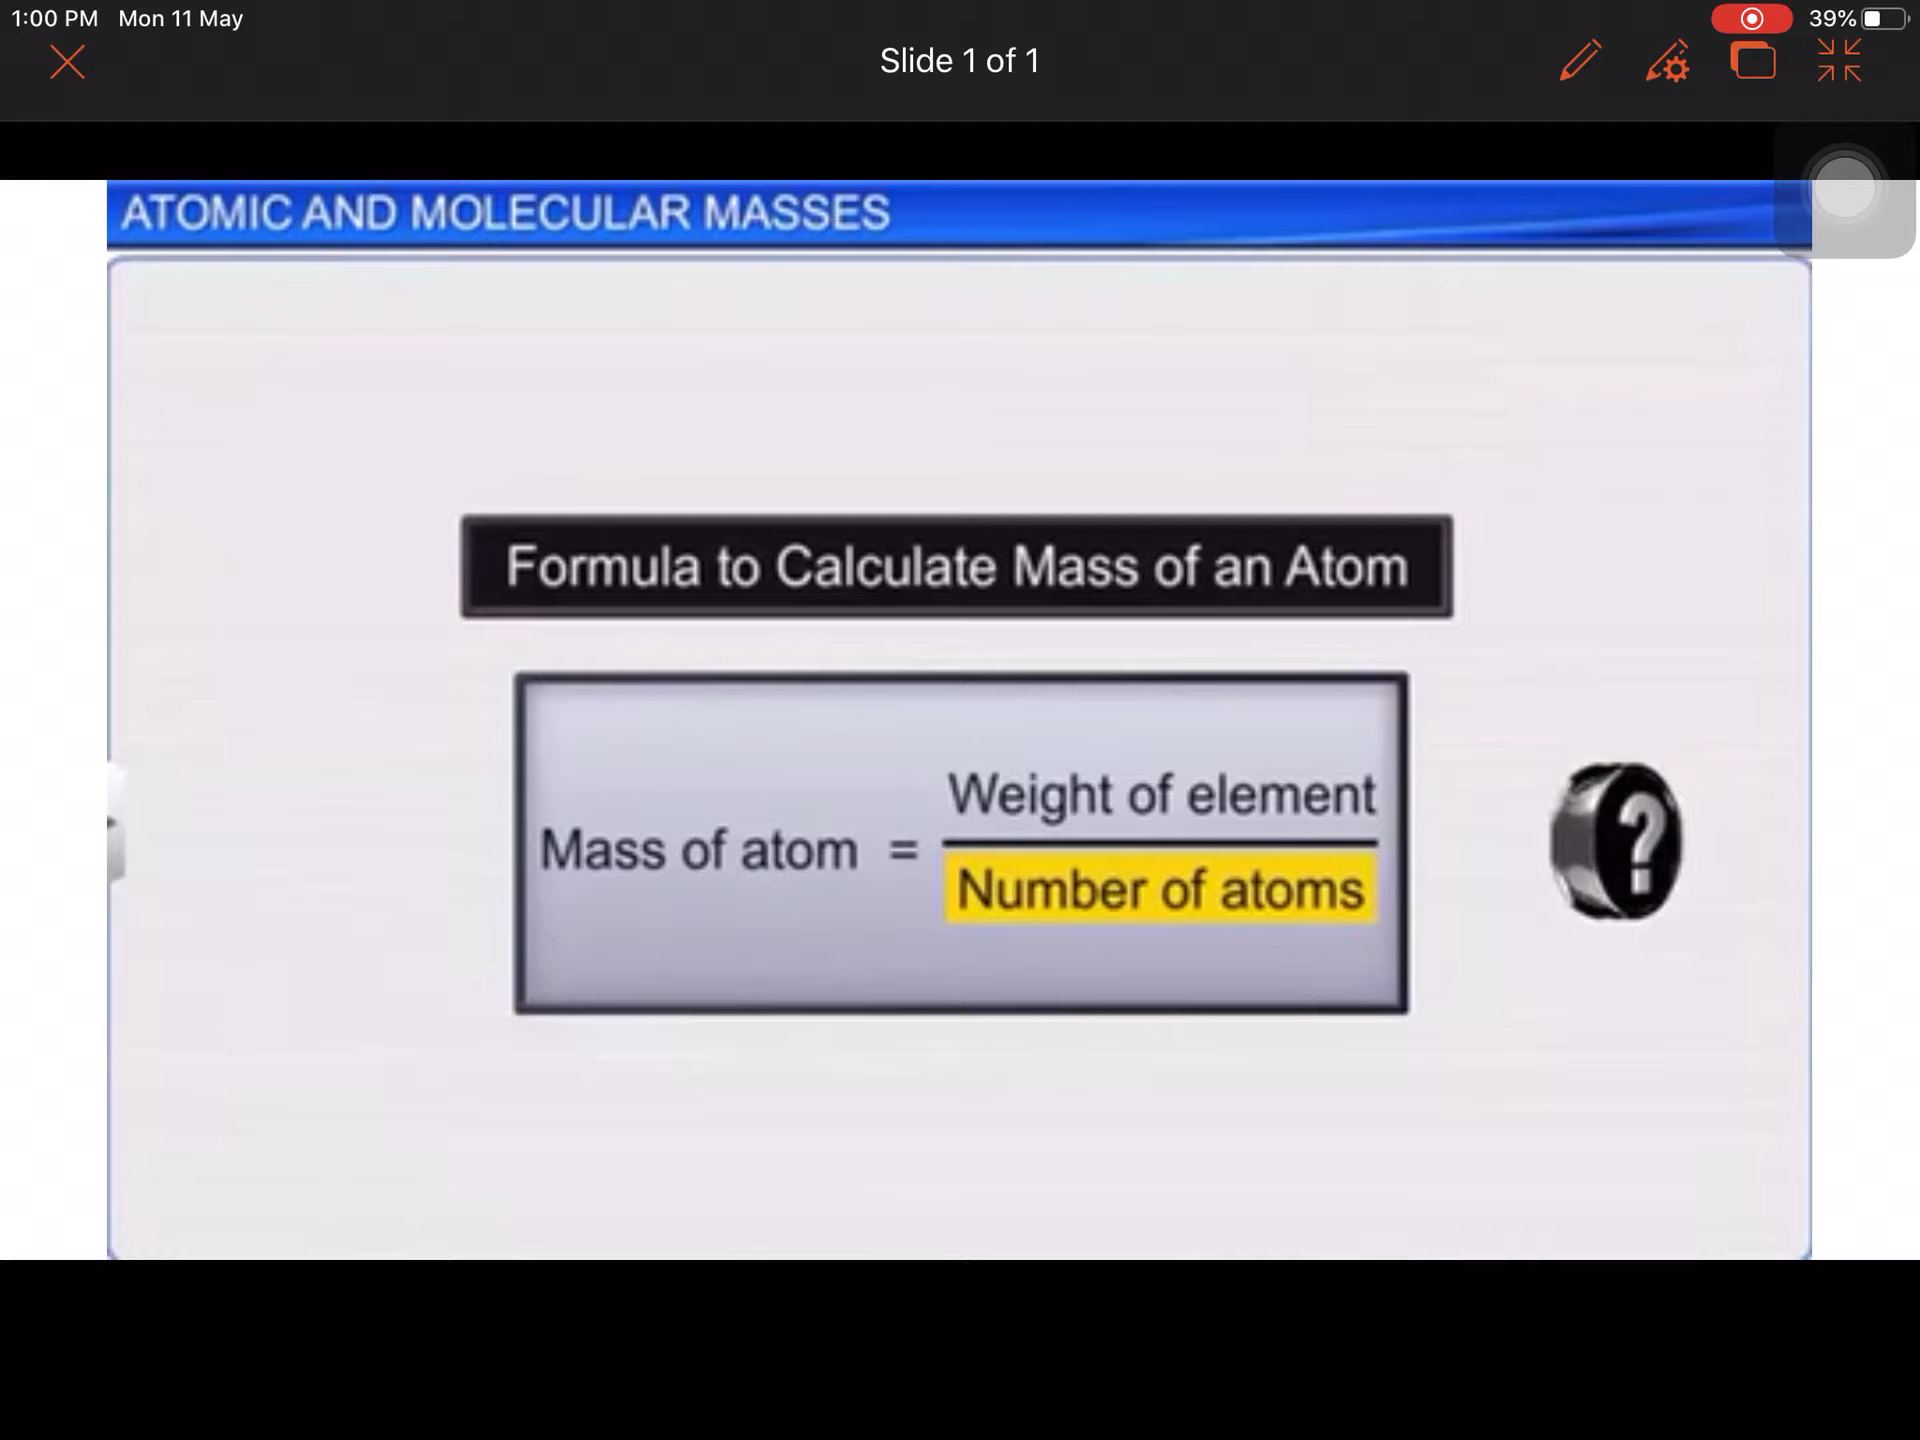 1:00 PM Mon 11 May
39%
Slide 1 of 1
ATOMIC AND MOLECULAR MASSES
Formula to Calculate Mass of an Atom
Weight of element
Mass of atom =
Number of atoms
?